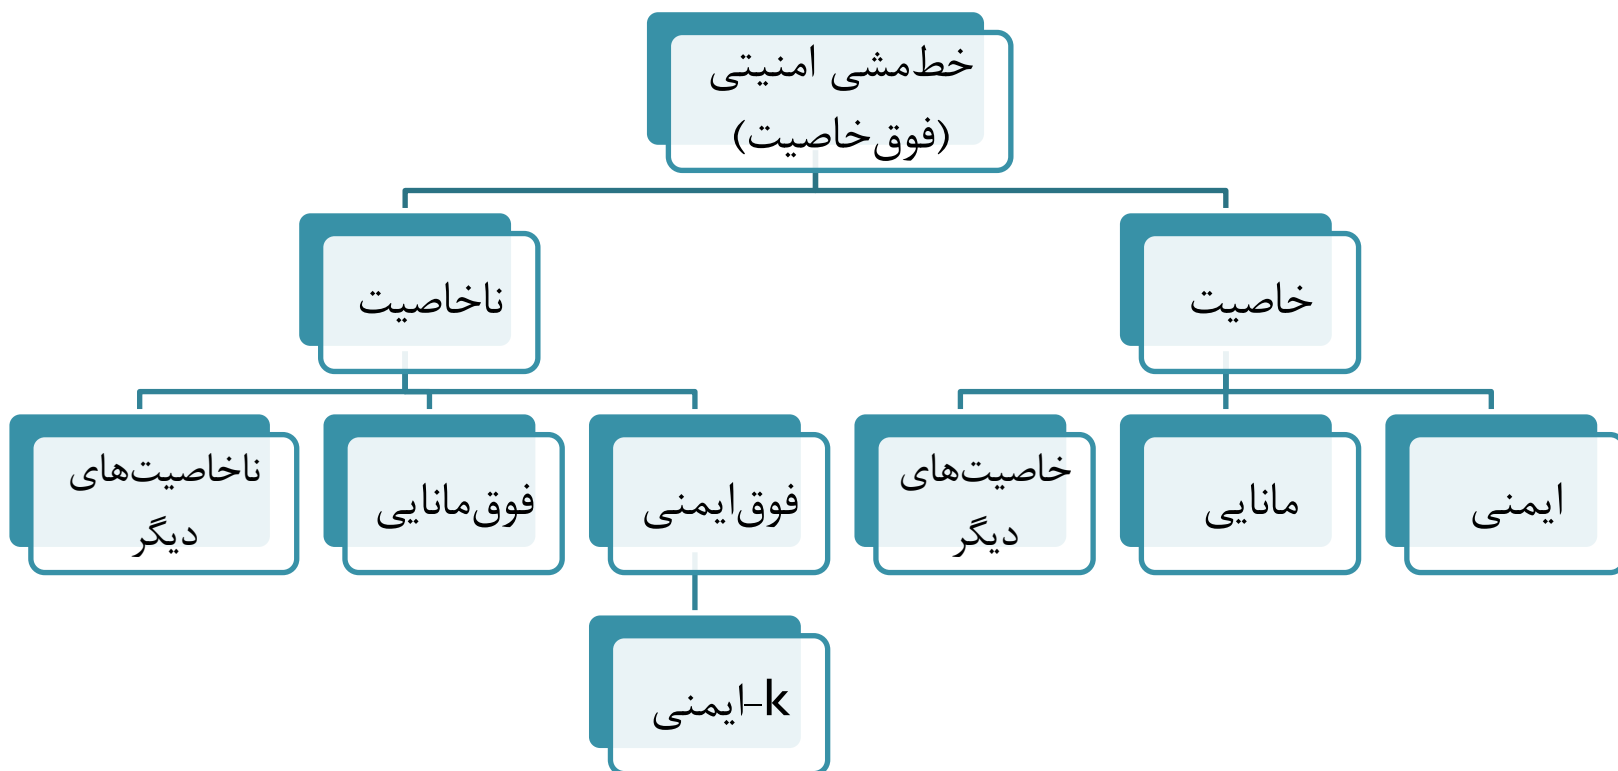 خط‌مشی امنیتی
(فوق‌خاصیت)
خاصیت
ناخاصیت
ایمنی
مانایی
خاصیت‌های
دیگر
فوق‌ایمنی
فوق‌مانایی
ناخاصیت‌های
دیگر
k-ایمنی